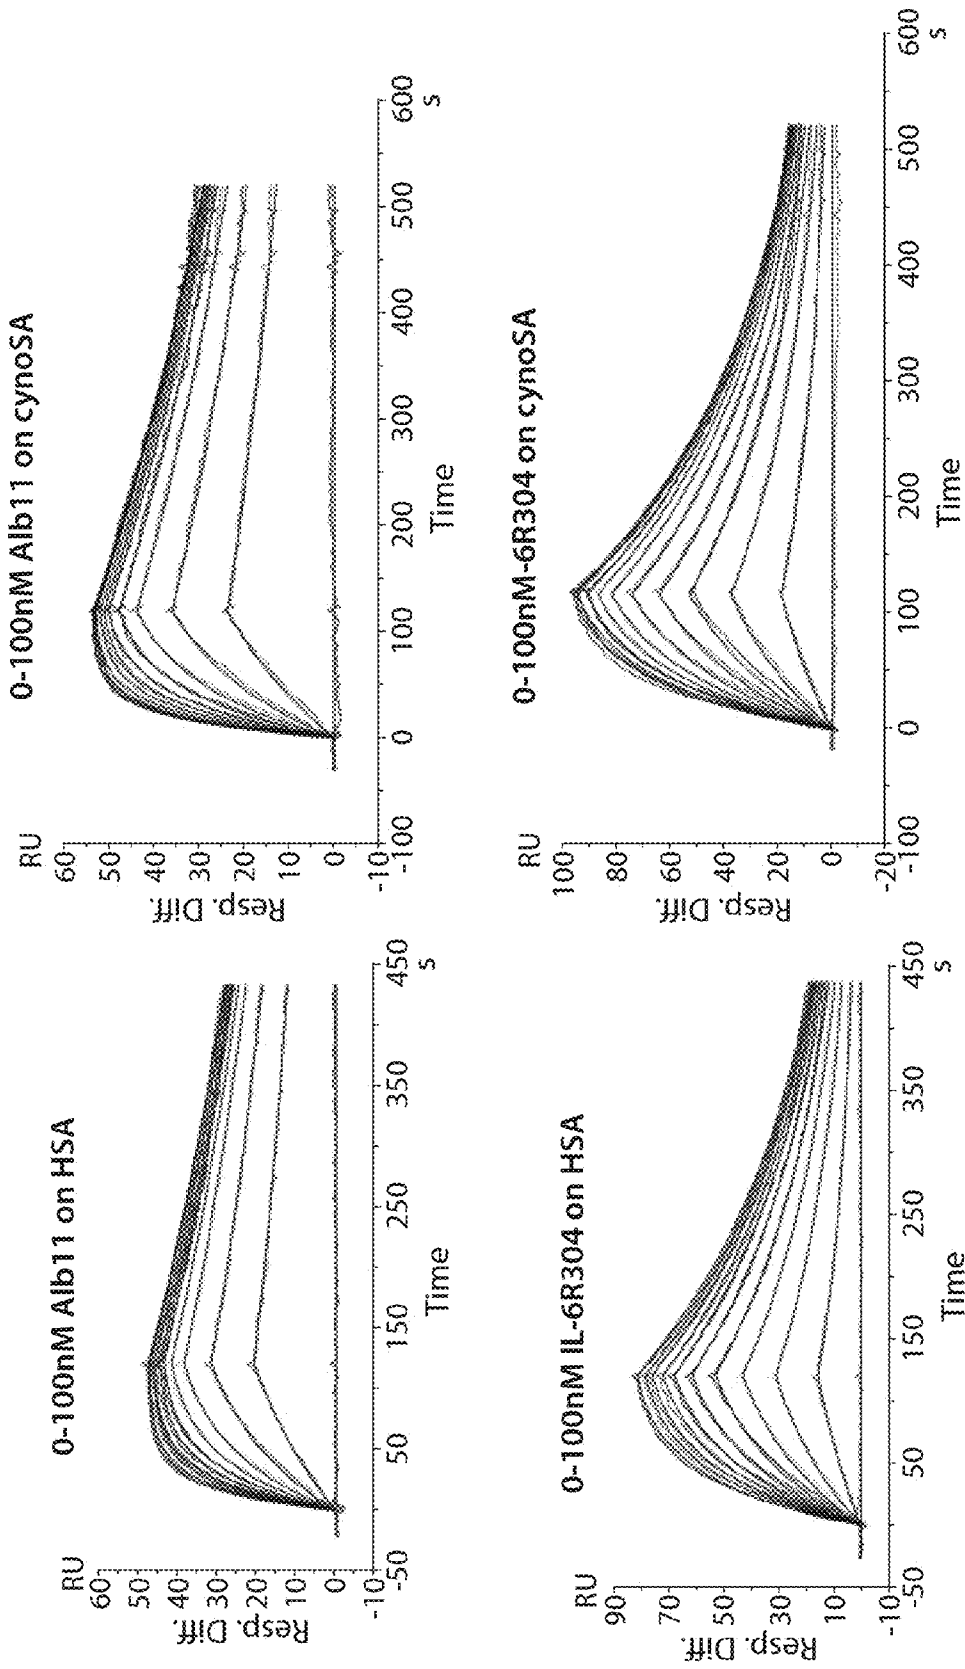 0-100nM Alb11 on HSA
RU
60
50
40
30
20
10
0
-10
Resp. Diff.
-50
50
150
250
350
450
Time
s
0-100nM Alb11 on cynoSA
RU
60
50
40
30
20
10
0
-10
Resp. Diff.
-100
0
100
200
300
400
500
600
Time
s
0-100nM IL-6R304 on HSA
RU
90
70
50
30
10
-10
Resp. Diff.
-50
50
150
250
350
450
Time
s
0-100nM-6R304 on cynoSA
RU
100
80
60
40
20
0
-20
Resp. Diff.
-100
0
100
200
300
400
500
600
Time
s